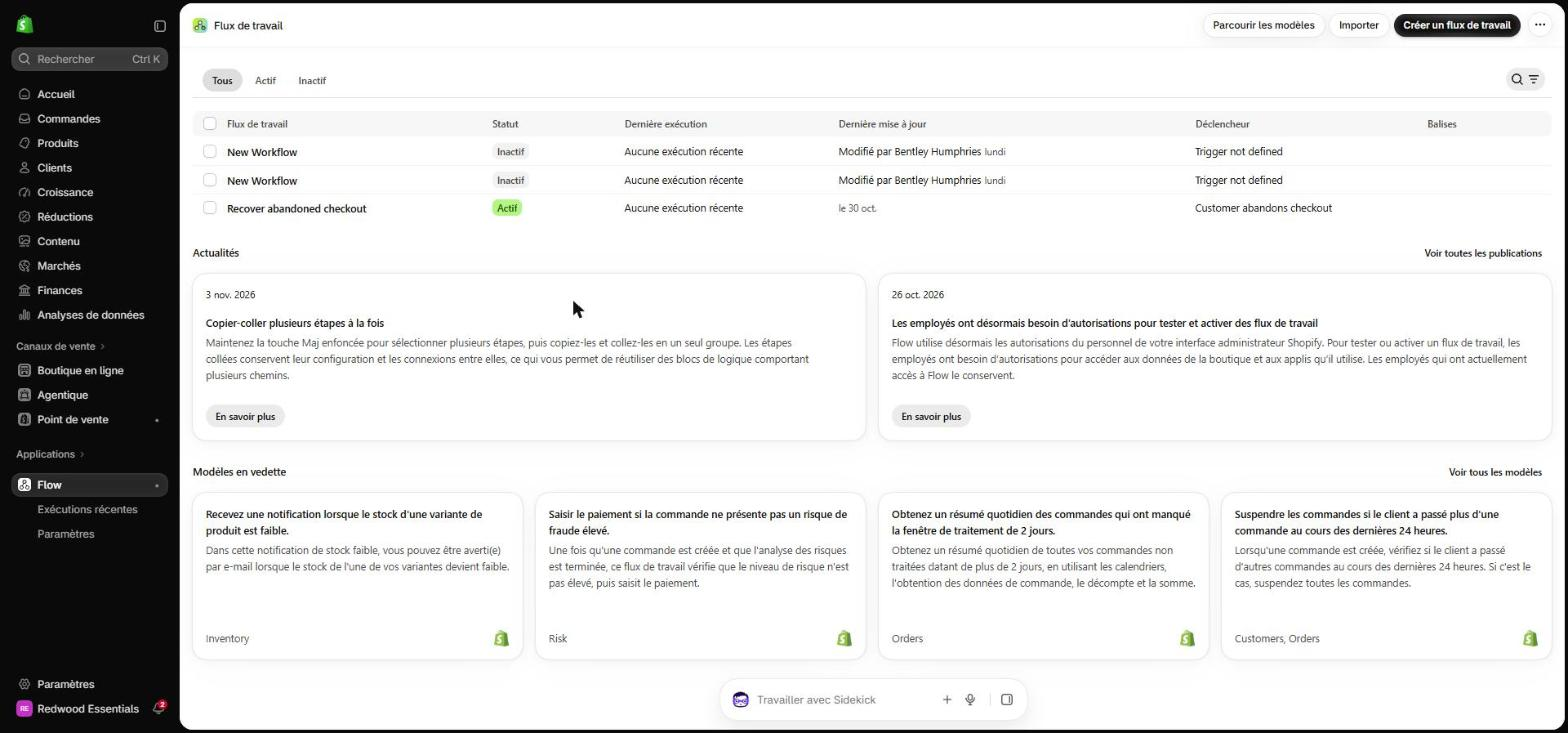 Flux de travail
Parcourir les modèles
Importer
Créer un flux de travail
Rechercher
Ctrl K
Accueil
Commandes
Produits
Clients
Croissance
Réductions
Contenu
Marchés
Finances
Analyses de données
Canaux de vente
Boutique en ligne
Agentique
Point de vente
Applications
Flow
Exécutions récentes
Paramètres
Paramètres
RE
Redwood Essentials
2
Tous
Actif
Inactif
Flux de travail Statut Dernière exécution Dernière mise à jour Déclencheur Balises
New Workflow Inactif Aucune exécution récente Modifié par Bentley Humphries lundi Trigger not defined
New Workflow Inactif Aucune exécution récente Modifié par Bentley Humphries lundi Trigger not defined
Recover abandoned checkout Actif Aucune exécution récente le 30 oct. Customer abandons checkout
Actualités
Voir toutes les publications
3 nov. 2026
Copier-coller plusieurs étapes à la fois
Maintenez la touche Maj enfoncée pour sélectionner plusieurs étapes, puis copiez-les et collez-les en un seul groupe. Les étapes
collées conservent leur configuration et les connexions entre elles, ce qui vous permet de réutiliser des blocs de logique comportant
plusieurs chemins.
En savoir plus
26 oct. 2026
Les employés ont désormais besoin d'autorisations pour tester et activer des flux de travail
Flow utilise désormais les autorisations du personnel de votre interface administrateur Shopify. Pour tester ou activer un flux de travail, les
employés ont besoin d'autorisations pour accéder aux données de la boutique et aux applis qu'il utilise. Les employés qui ont actuellement
accès à Flow le conservent.
En savoir plus
Modèles en vedette
Voir tous les modèles
Recevez une notification lorsque le stock d'une variante de
produit est faible.
Dans cette notification de stock faible, vous pouvez être averti(e)
par e-mail lorsque le stock de l'une de vos variantes devient faible.
Inventory
Saisir le paiement si la commande ne présente pas un risque de
fraude élevé.
Une fois qu'une commande est créée et que l'analyse des risques
est terminée, ce flux de travail vérifie que le niveau de risque n'est
pas élevé, puis saisit le paiement.
Risk
Obtenez un résumé quotidien des commandes qui ont manqué
la fenêtre de traitement de 2 jours.
Obtenez un résumé quotidien de toutes vos commandes non
traitées datant de plus de 2 jours, en utilisant les calendriers,
l'obtention des données de commande, le décompte et la somme.
Orders
Suspendre les commandes si le client a passé plus d'une
commande au cours des dernières 24 heures.
Lorsqu'une commande est créée, vérifiez si le client a passé
d'autres commandes au cours des dernières 24 heures. Si c'est le
cas, suspendez toutes les commandes.
Customers, Orders
Travailler avec Sidekick